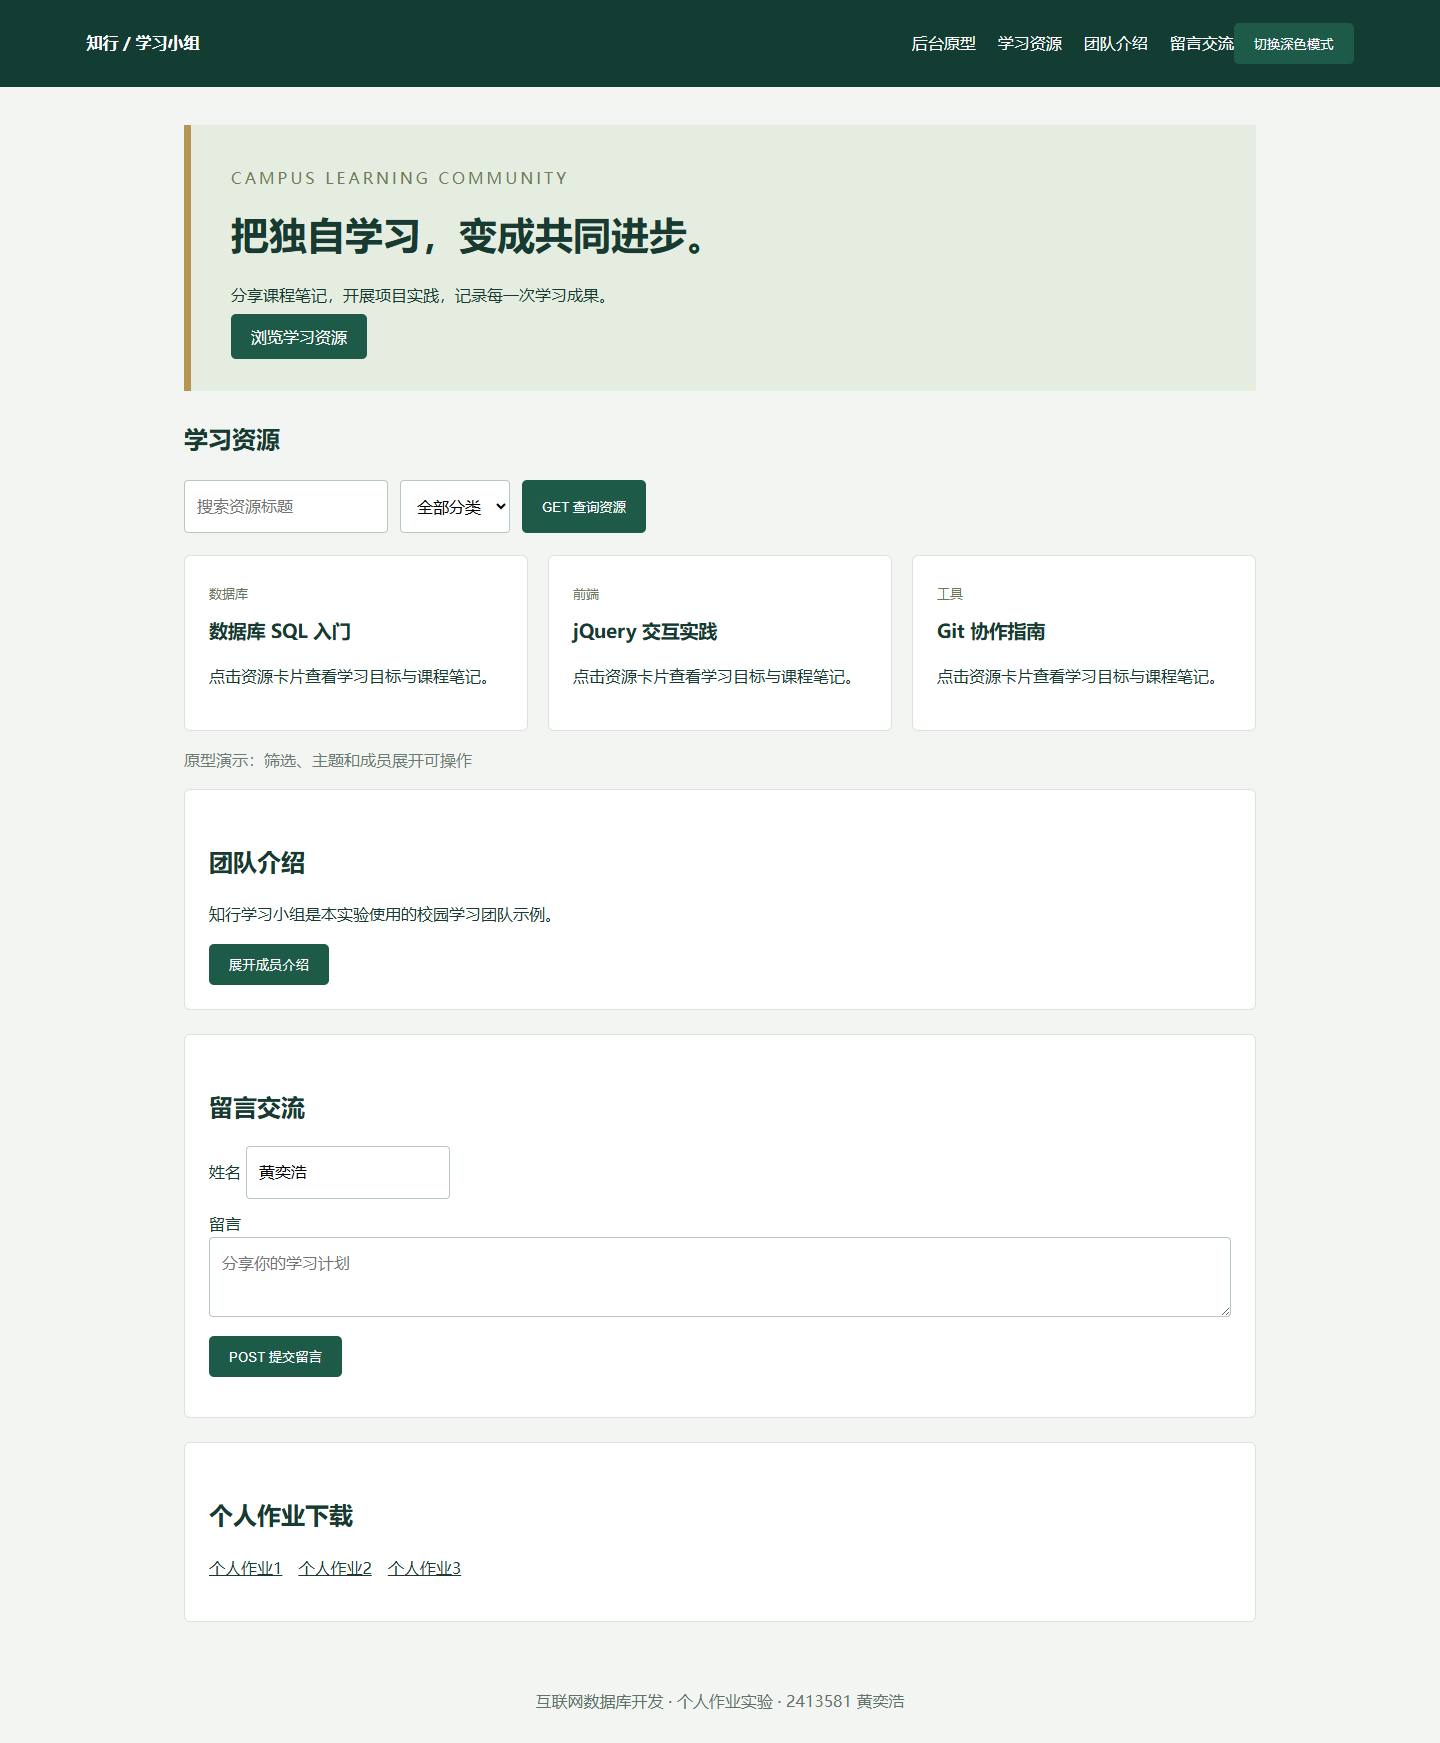 知行 / 学习小组
后台原型 学习资源 团队介绍 留言交流 切换深色模式
CAMPUS LEARNING COMMUNITY
把独自学习，变成共同进步。
分享课程笔记，开展项目实践，记录每一次学习成果。
浏览学习资源
学习资源
搜索资源标题 全部分类 GET 查询资源
数据库
数据库 SQL 入门
点击资源卡片查看学习目标与课程笔记。
前端
jQuery 交互实践
点击资源卡片查看学习目标与课程笔记。
工具
Git 协作指南
点击资源卡片查看学习目标与课程笔记。
原型演示：筛选、主题和成员展开可操作
团队介绍
知行学习小组是本实验使用的校园学习团队示例。
展开成员介绍
留言交流
姓名 黄奕浩
留言
分享你的学习计划
POST 提交留言
个人作业下载
个人作业1 个人作业2 个人作业3
互联网数据库开发 · 个人作业实验 · 2413581 黄奕浩